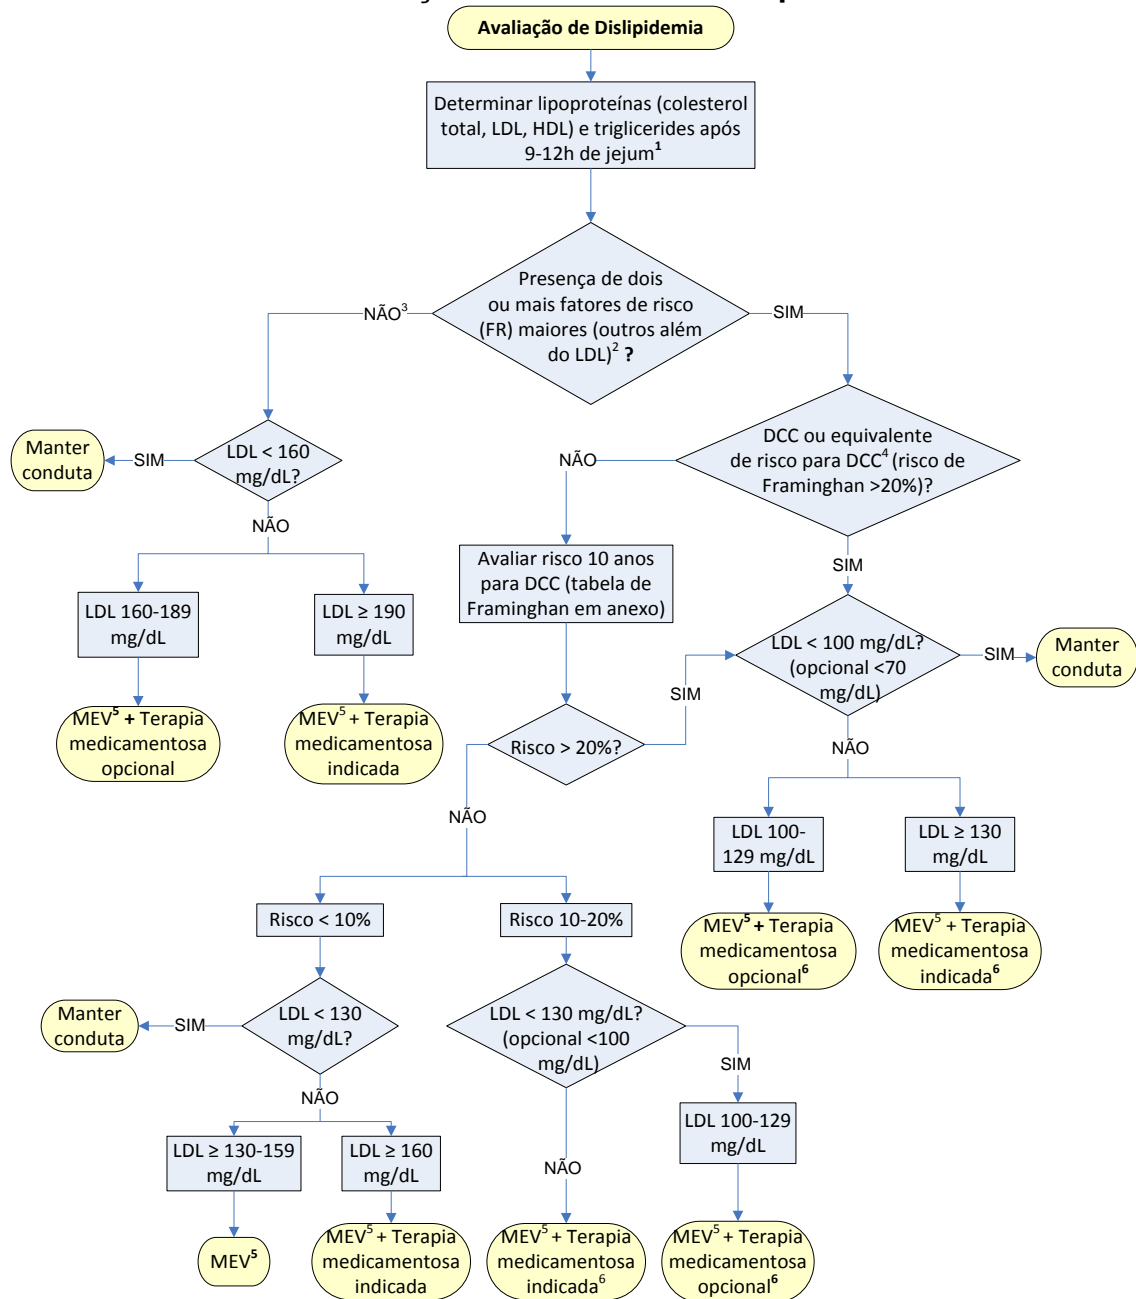 Avaliação de Dislipidemia
Determinar lipoproteínas (colesterol
total, LDL, HDL) e triglicerides após
9-12h de jejum1
Presença de dois
ou mais fatores de risco
(FR) maiores (outros além
do LDL)2 ?
NÃO3
SIM
LDL < 160
mg/dL?
SIM
Manter
conduta
NÃO
LDL 160-189
mg/dL
LDL ≥ 190
mg/dL
MEV5 + Terapia
medicamentosa
opcional
MEV5 + Terapia
medicamentosa
indicada
DCC ou equivalente
de risco para DCC4 (risco de
Framinghan >20%)?
NÃO
SIM
Avaliar risco 10 anos
para DCC (tabela de
Framinghan em anexo)
LDL < 100 mg/dL?
(opcional <70
mg/dL)
SIM
Manter
conduta
Risco > 20%?
SIM
NÃO
NÃO
LDL 100-
129 mg/dL
LDL ≥ 130
mg/dL
MEV5 + Terapia
medicamentosa
opcional6
MEV5 + Terapia
medicamentosa
indicada6
Risco < 10%
Risco 10-20%
LDL < 130
mg/dL?
SIM
Manter
conduta
NÃO
LDL < 130 mg/dL?
(opcional <100
mg/dL)
SIM
NÃO
LDL ≥ 130-159
mg/dL
LDL ≥ 160
mg/dL
LDL 100-129
mg/dL
MEV5
MEV5 + Terapia
medicamentosa
indicada
MEV5 + Terapia
medicamentosa
indicada6
MEV5 + Terapia
medicamentosa
opcional6